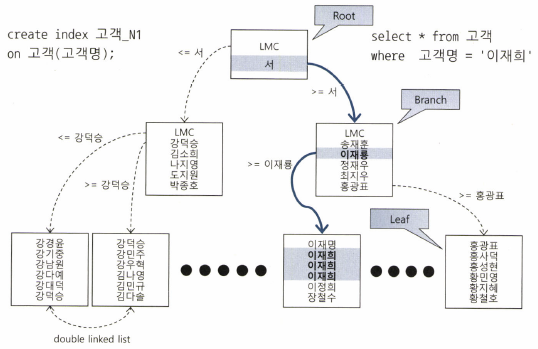 create index 고객_N1
on 고객(고객명);
Root
select * from 고객
where 고객명 = '이재희'
LMC
서
<= 서
>= 서
Branch
LMC
강덕승
김소희
나지영
도지원
박종호
LMC
송재훈
이재룡
정재우
최지우
홍광표
<= 강덕승
>= 강덕승
>= 이재룡
>= 홍광표
Leaf
강경윤
강기중
강남원
강다예
강대덕
강덕승
강덕승
강민주
강우혁
김나영
김민규
김다솔
이재명
이재희
이재희
이재희
이정희
장철수
홍광표
홍사덕
홍성현
황민영
황지혜
황철호
double linked list